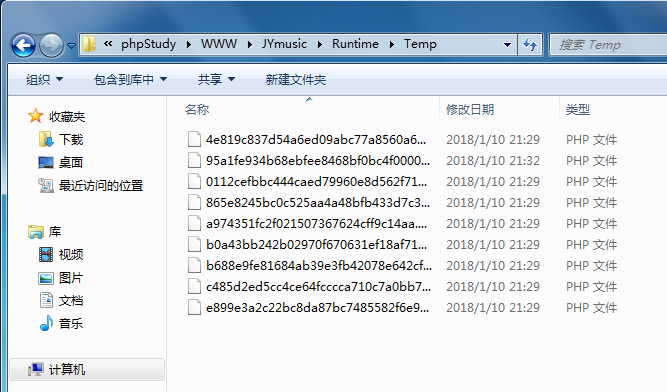 « phpStudy ▸ WWW ▸ JYmusic ▸ Runtime ▸ Temp
搜索 Temp
组织 包含到库中 共享 新建文件夹
收藏夹
下载
桌面
最近访问的位置
库
视频
图片
文档
音乐
计算机
名称 修改日期 类型
4e819c837d54a6ed09abc77a8560a6... 2018/1/10 21:29 PHP 文件
95a1fe934b68ebfee8468bf0bc4f0000... 2018/1/10 21:32 PHP 文件
0112cefbbc444caed79960e8d562f71... 2018/1/10 21:29 PHP 文件
865e8245bc0c525aa4a48bfb433d7c3... 2018/1/10 21:29 PHP 文件
a974351fc2f021507367624cff9c14aa.... 2018/1/10 21:29 PHP 文件
b0a43bb242b02970f670631ef18af71... 2018/1/10 21:29 PHP 文件
b688e9fe81684ab39e3fb42078e642cf... 2018/1/10 21:29 PHP 文件
c485d2ed5cc4ce64fcccca710c7a0bb7... 2018/1/10 21:29 PHP 文件
e899e3a2c22bc8da87bc7485582f6e9... 2018/1/10 21:29 PHP 文件